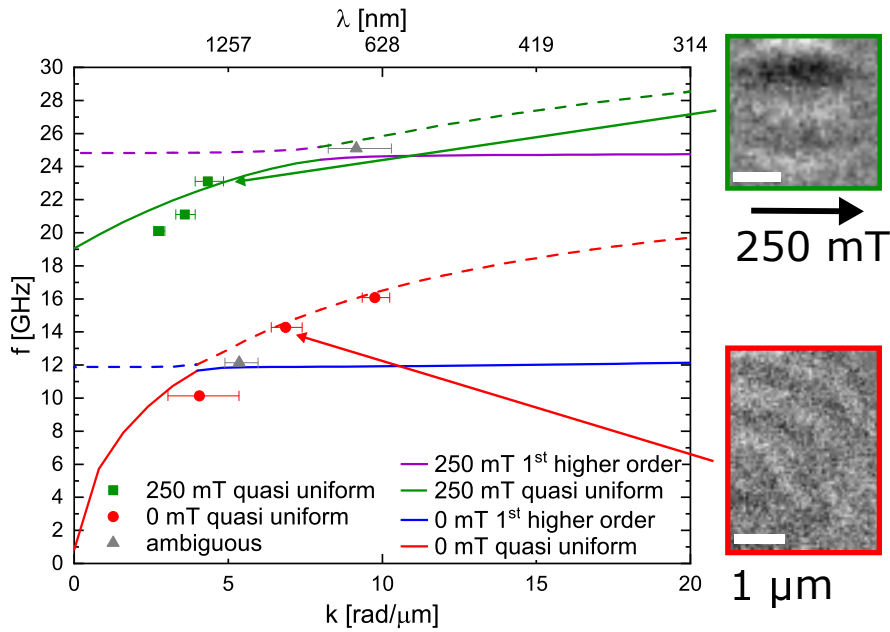 λ [nm]
1257 628 419 314
30
28
26
24
22
20
18
16
14
12
10
8
6
4
2
0
f [GHz]
250 mT quasi uniform
0 mT quasi uniform
ambiguous
250 mT 1st higher order
250 mT quasi uniform
0 mT 1st higher order
0 mT quasi uniform
0 5 10 15 20
k [rad/μm]
250 mT
1 μm